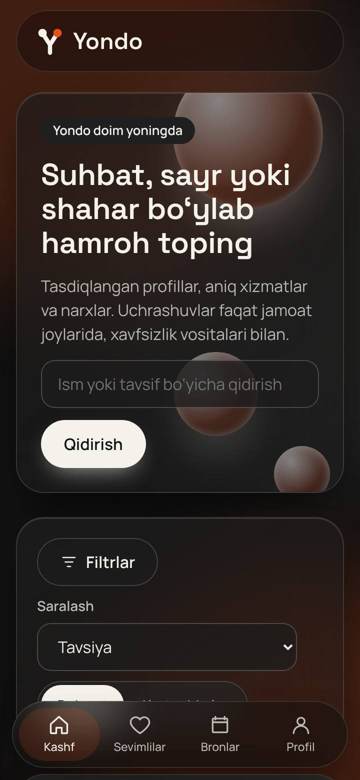 Yondo
Yondo doim yoningda
Suhbat, sayr yoki
shahar bo‘ylab
hamroh toping
Tasdiqlangan profillar, aniq xizmatlar
va narxlar. Uchrashuvlar faqat jamoat
joylarida, xavfsizlik vositalari bilan.
Ism yoki tavsif bo‘yicha qidirish
Qidirish
Filtrlar
Saralash
Tavsiya
Kashf
Sevimlilar
Bronlar
Profil